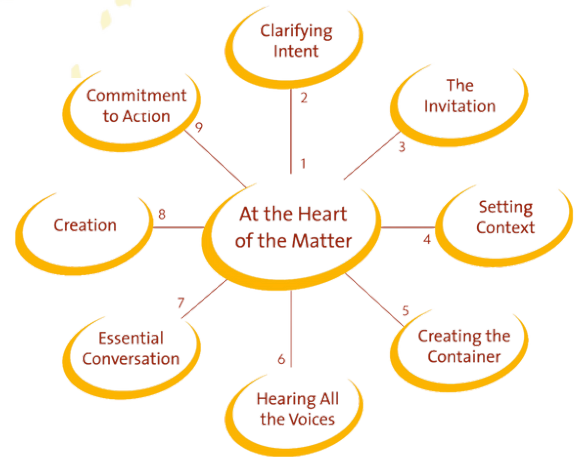 Clarifying
Intent
2
The
Invitation
3
Commitment
to Action
9
1
At the Heart
of the Matter
Setting
Context
4
Creation
8
5
Creating the
Container
7
Essential
Conversation
6
Hearing All
the Voices